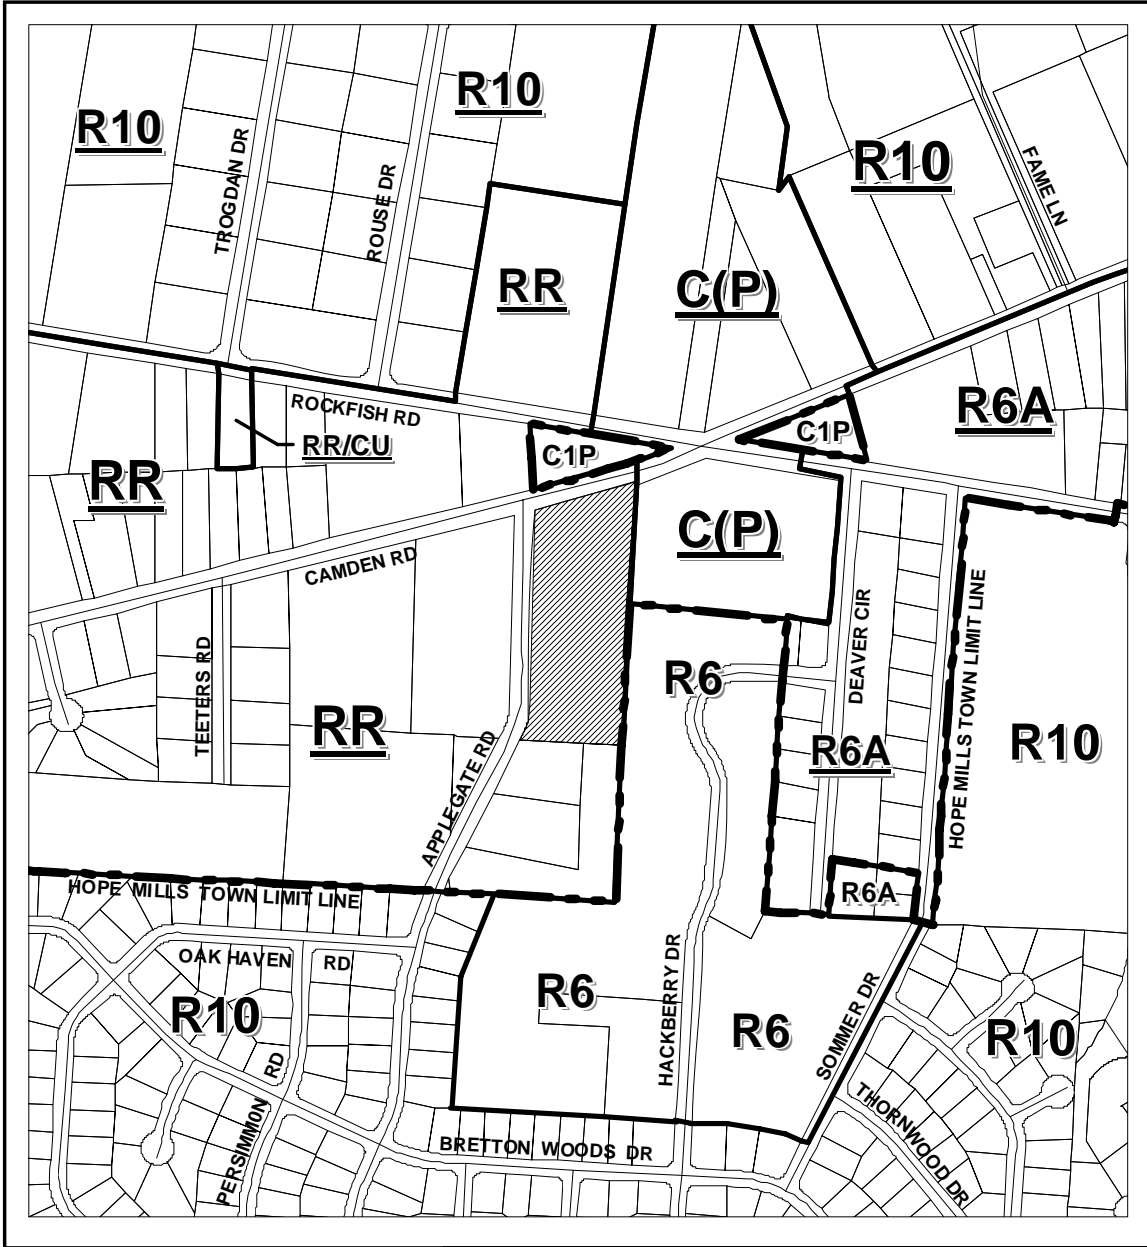 R10
R10
R10
TROGDAN DR
ROUSE DR
FAME LN
RR
C(P)
ROCKFISH RD
RR/CU
C1P
C1P
R6A
RR
C(P)
CAMDEN RD
DEAVER CIR
HOPE MILLS TOWN LIMIT LINE
TEETERS RD
R6
RR
APPLEGATE RD
R6A
R10
HOPE MILLS TOWN LIMIT LINE
R6A
OAK HAVEN RD
R10
R6
HACKBERRY DR
R6
SOMMER DR
R10
PERSIMMON RD
BRETTON WOODS DR
THORNWOOD DR